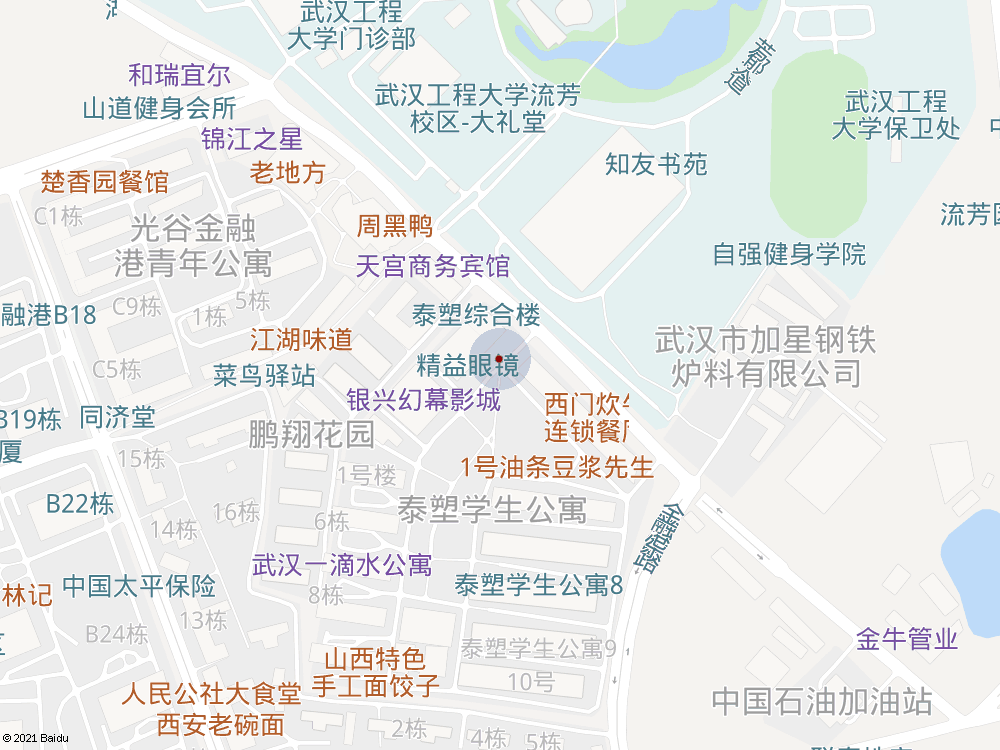 武汉工程
大学门诊部
和瑞宜尔
山道健身会所
武汉工程大学流芳
校区-大礼堂
武汉工程
大学保卫处
锦江之星
老地方
知友书苑
楚香园餐馆
C1栋
光谷金融
港青年公寓
周黑鸭
流芳
自强健身学院
天宫商务宾馆
5栋
C9栋
1栋
融港B18
泰塑综合楼
江湖味道
武汉市加星钢铁
炉料有限公司
精益眼镜
C5栋
菜鸟驿站
银兴幻幕影城
西门炊
连锁餐厅
B19栋
厦
同济堂
鹏翔花园
15栋
1号油条豆浆先生
1号楼
B22栋
16栋
泰塑学生公寓
6栋
14栋
金融港路
武汉一滴水公寓
中国太平保险
泰塑学生公寓8
林记
8栋
13栋
B24栋
泰塑学生公寓9
金牛管业
山西特色
手工面饺子
10号
人民公社大食堂
西安老碗面
中国石油加油站
2栋
4栋
5栋
© 2021 Baidu